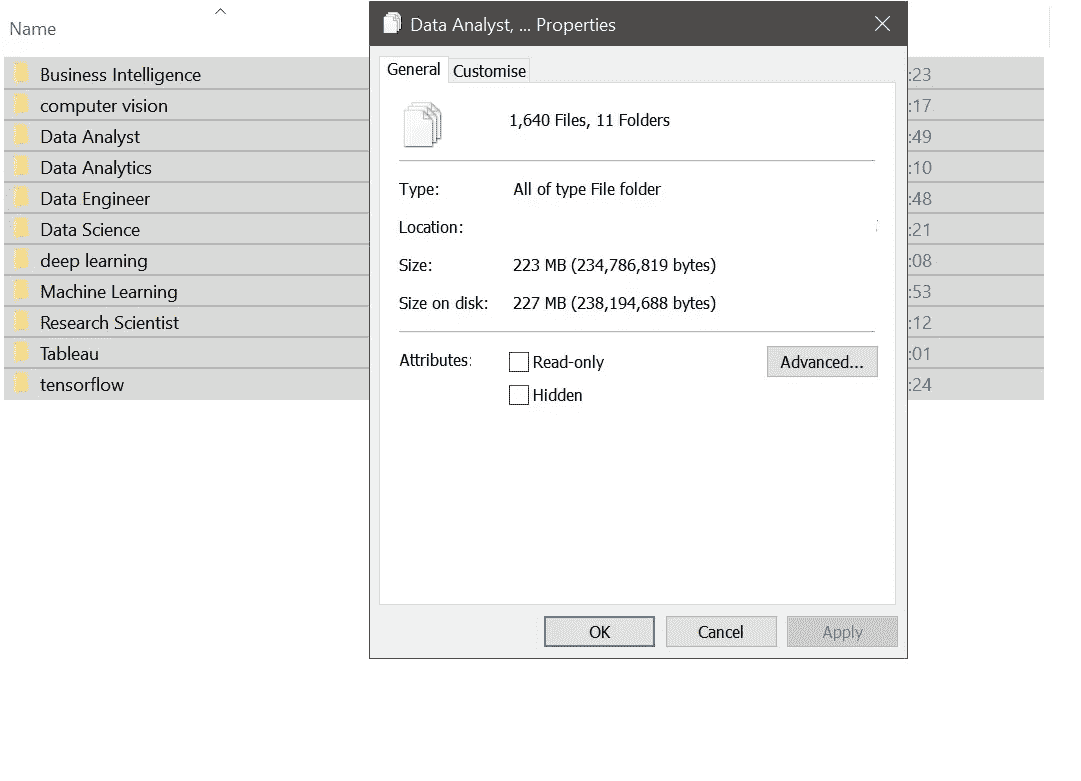 Name
Data Analyst, ... Properties
Business Intelligence :23
computer vision :17
Data Analyst :49
Data Analytics :10
Data Engineer :48
Data Science :21
deep learning :08
Machine Learning :53
Research Scientist :12
Tableau :01
tensorflow :24
General Customise
1,640 Files, 11 Folders
Type: All of type File folder
Location:
Size: 223 MB (234,786,819 bytes)
Size on disk: 227 MB (238,194,688 bytes)
Attributes: Read-only Advanced...
Hidden
OK Cancel Apply